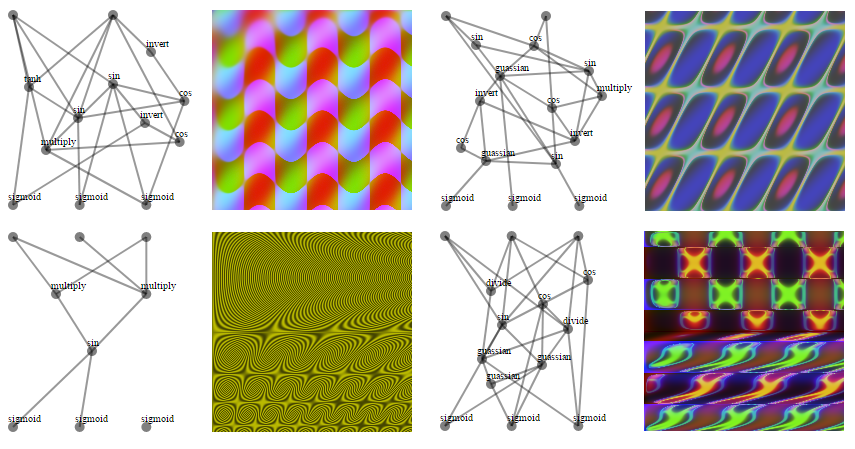 invert
tanh
sin
cos
sin
invert
cos
multiply
sigmoid sigmoid sigmoid
sin
cos
sin
guassian
multiply
invert
cos
invert
cos
guassian
sin
sigmoid sigmoid sigmoid
multiply multiply
sin
sigmoid sigmoid sigmoid
cos
divide
cos
sin
divide
guassian
guassian
guassian
sigmoid sigmoid sigmoid